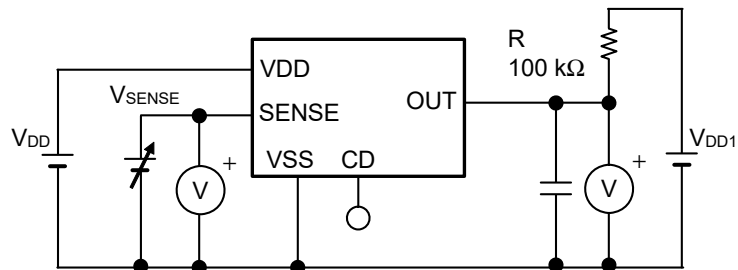 R
100 kΩ
VDD
VSENSE
SENSE
OUT
VDD
VDD1
VSS CD
+
V
+
V